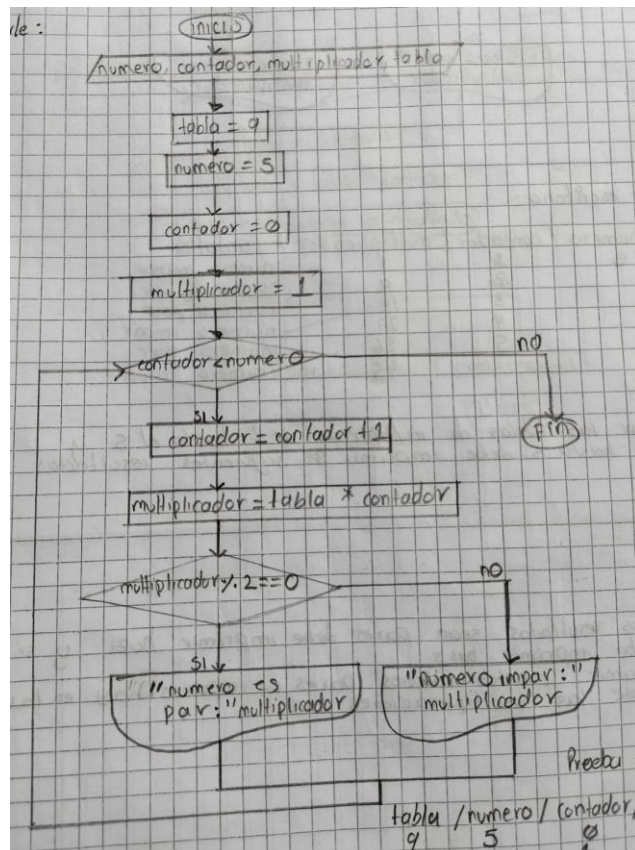 inicio
/numero, contador, multiplicador, tabla/
tabla = 9
numero = 5
contador = 0
multiplicador = 1
contador < numero
no
si
contador = contador + 1
fin
multiplicador = tabla * contador
multiplicador % 2 == 0
no
si
"numero es
par:" multiplicador
"numero impar:"
multiplicador
Prueba
tabla / numero / contador,
9 5 0